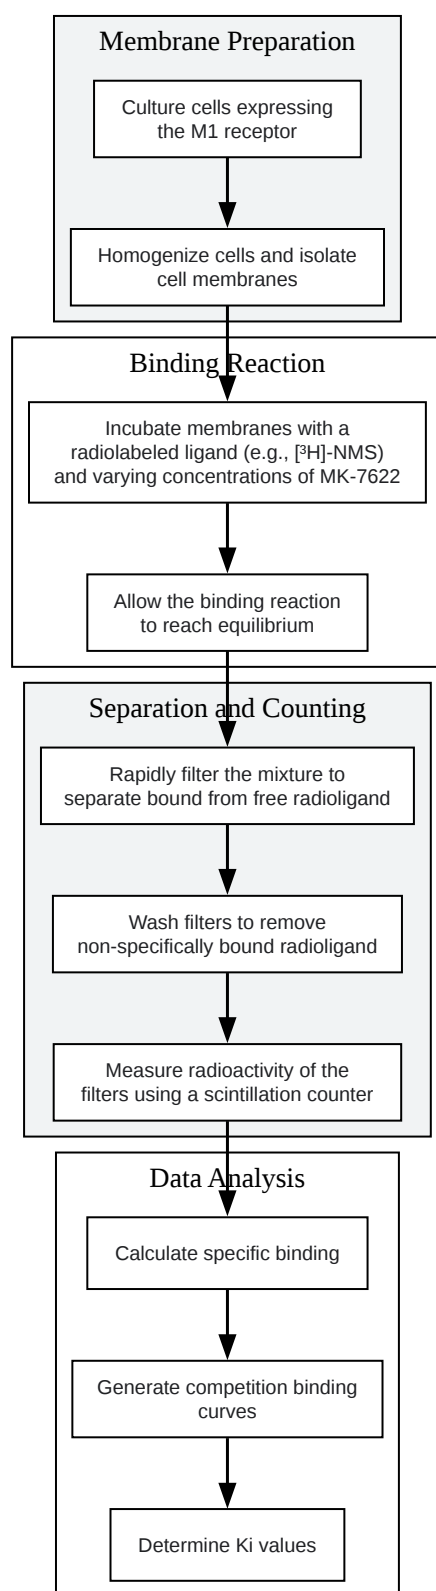 Membrane Preparation
Culture cells expressing
the M1 receptor
Homogenize cells and isolate
cell membranes
Binding Reaction
Incubate membranes with a
radiolabeled ligand (e.g., [³H]-NMS)
and varying concentrations of MK-7622
Allow the binding reaction
to reach equilibrium
Separation and Counting
Rapidly filter the mixture to
separate bound from free radioligand
Wash filters to remove
non-specifically bound radioligand
Measure radioactivity of the
filters using a scintillation counter
Data Analysis
Calculate specific binding
Generate competition binding
curves
Determine Ki values